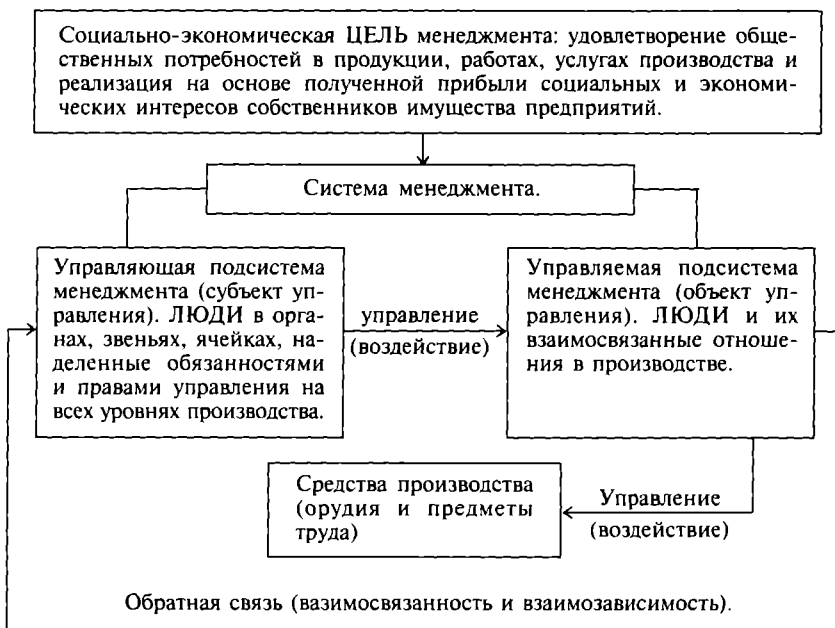 Социально-экономическая ЦЕЛЬ менеджмента: удовлетворение обще-
ственных потребностей в продукции, работах, услугах производства и
реализация на основе полученной прибыли социальных и экономи-
ческих интересов собственников имущества предприятий.
Система менеджмента.
Управляющая подсистема
менеджмента (субъект уп-
равления). ЛЮДИ в орга-
нах, звеньях, ячейках, на-
деленные обязанностями
и правами управления на
всех уровнях производства.
управление
(воздействие)
Управляемая подсистема
менеджмента (объект уп-
равления). ЛЮДИ и их
взаимосвязанные отноше-
ния в производстве.
Средства производства
(орудия и предметы
труда)
Управление
(воздействие)
Обратная связь (вазимосвязанность и взаимозависимость).